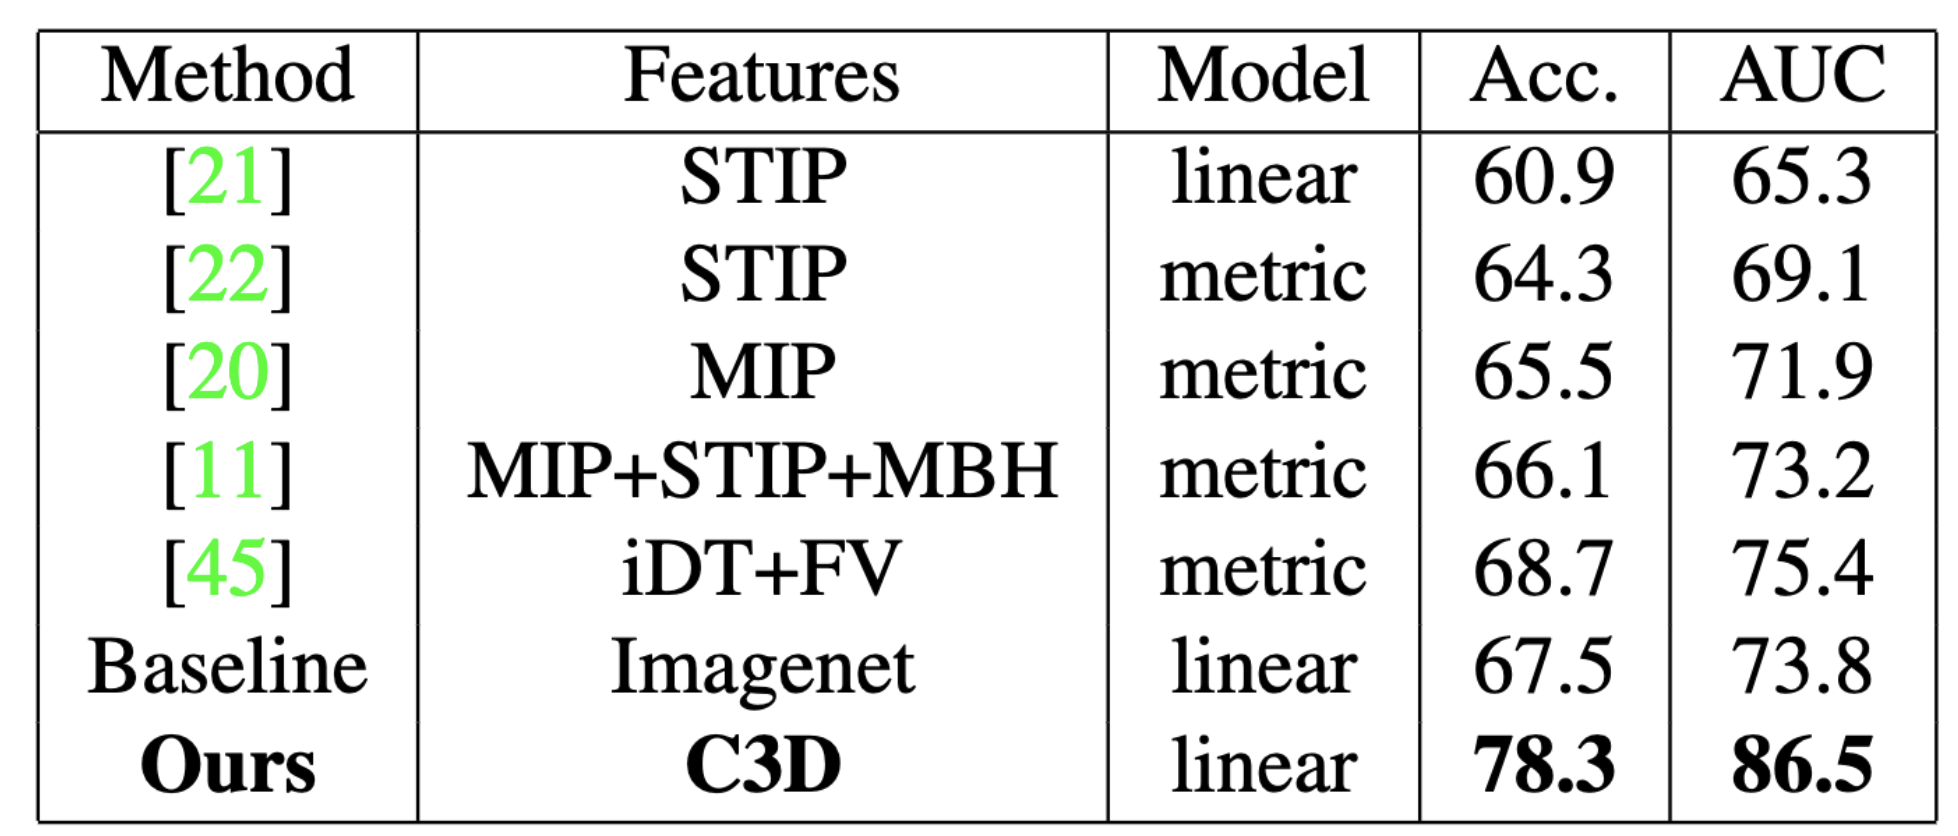 Method Features Model Acc. AUC
[21] STIP linear 60.9 65.3
[22] STIP metric 64.3 69.1
[20] MIP metric 65.5 71.9
[11] MIP+STIP+MBH metric 66.1 73.2
[45] iDT+FV metric 68.7 75.4
Baseline Imagenet linear 67.5 73.8
Ours C3D linear 78.3 86.5